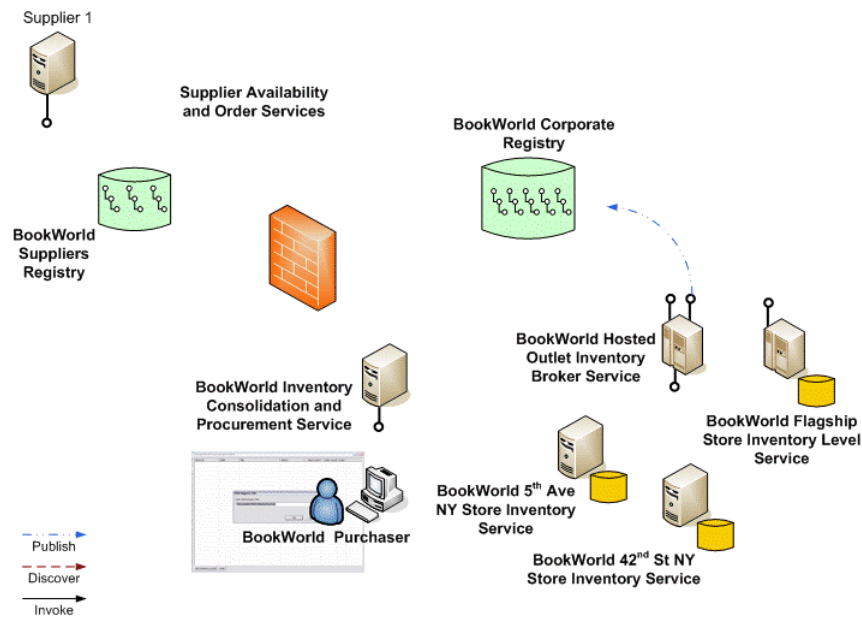 Supplier 1
Supplier Availability
and Order Services
BookWorld Corporate
Registry
BookWorld
Suppliers
Registry
BookWorld Hosted
Outlet Inventory
Broker Service
BookWorld Inventory
Consolidation and
Procurement Service
BookWorld Flagship
Store Inventory Level
Service
BookWorld 5th Ave
NY Store Inventory
Service
BookWorld Purchaser
BookWorld 42nd St NY
Store Inventory Service
Publish
Discover
Invoke